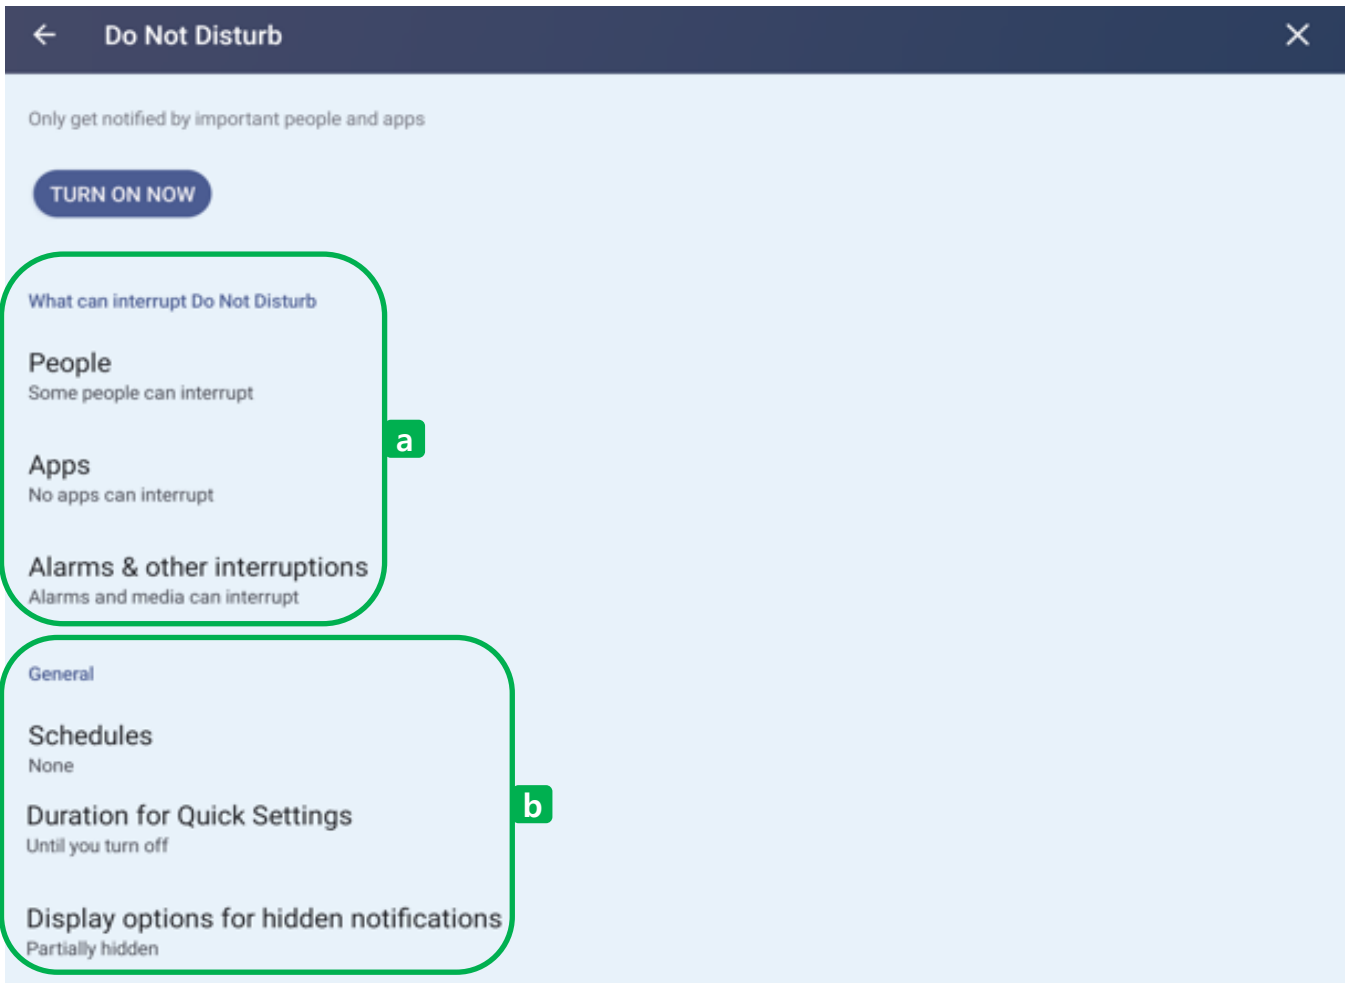 Do Not Disturb
Only get notified by important people and apps
TURN ON NOW
What can interrupt Do Not Disturb
People
Some people can interrupt
a
Apps
No apps can interrupt
Alarms & other interruptions
Alarms and media can interrupt
General
Schedules
None
Duration for Quick Settings
b
Until you turn off
Display options for hidden notifications
Partially hidden